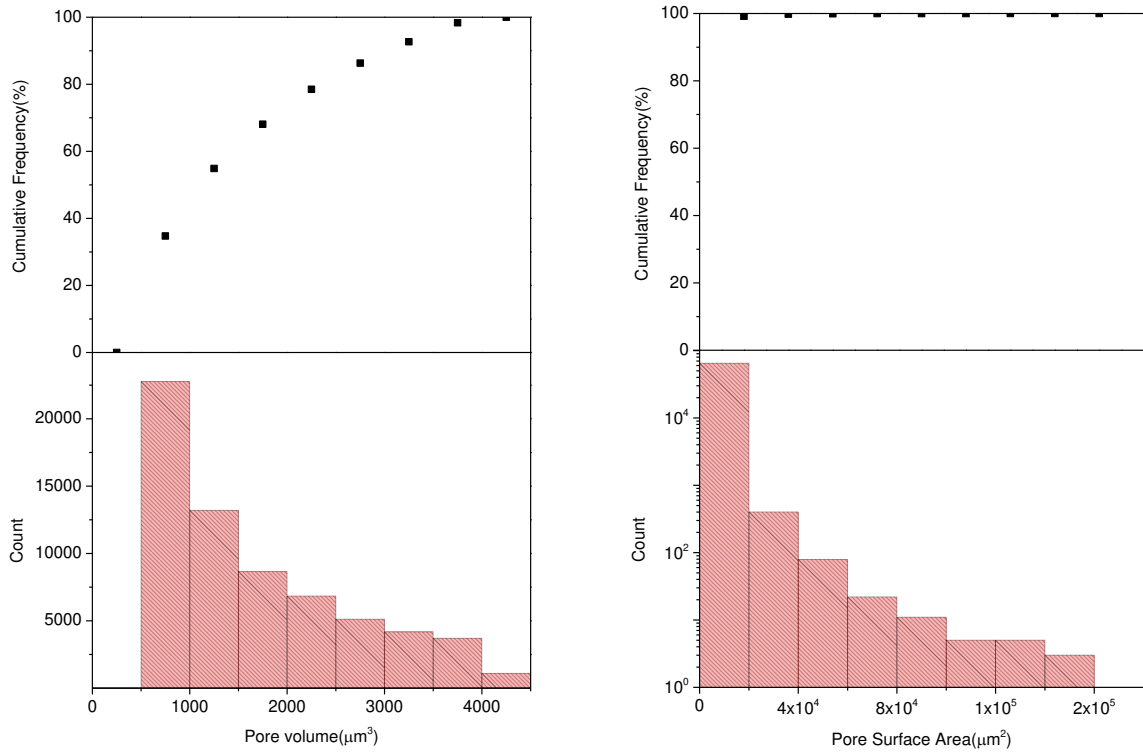 100
80
60
40
20
0
Cumulative Frequency(%)
20000
15000
10000
5000
Count
0 1000 2000 3000 4000
Pore volume(μm³)
100
80
60
40
20
0
Cumulative Frequency(%)
10⁴
10²
10⁰
Count
0 4x10⁴ 8x10⁴ 1x10⁵ 2x10⁵
Pore Surface Area(μm²)